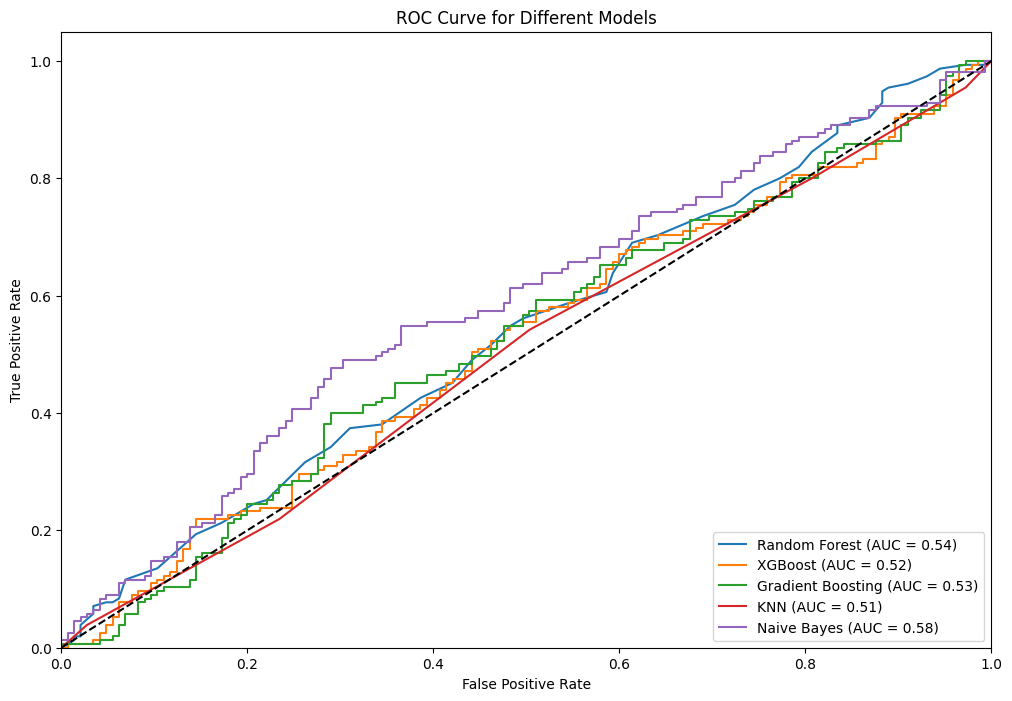 ROC Curve for Different Models
True Positive Rate
1.0
0.8
0.6
0.4
0.2
0.0
Random Forest (AUC = 0.54)
XGBoost (AUC = 0.52)
Gradient Boosting (AUC = 0.53)
KNN (AUC = 0.51)
Naive Bayes (AUC = 0.58)
0.0 0.2 0.4 0.6 0.8 1.0
False Positive Rate